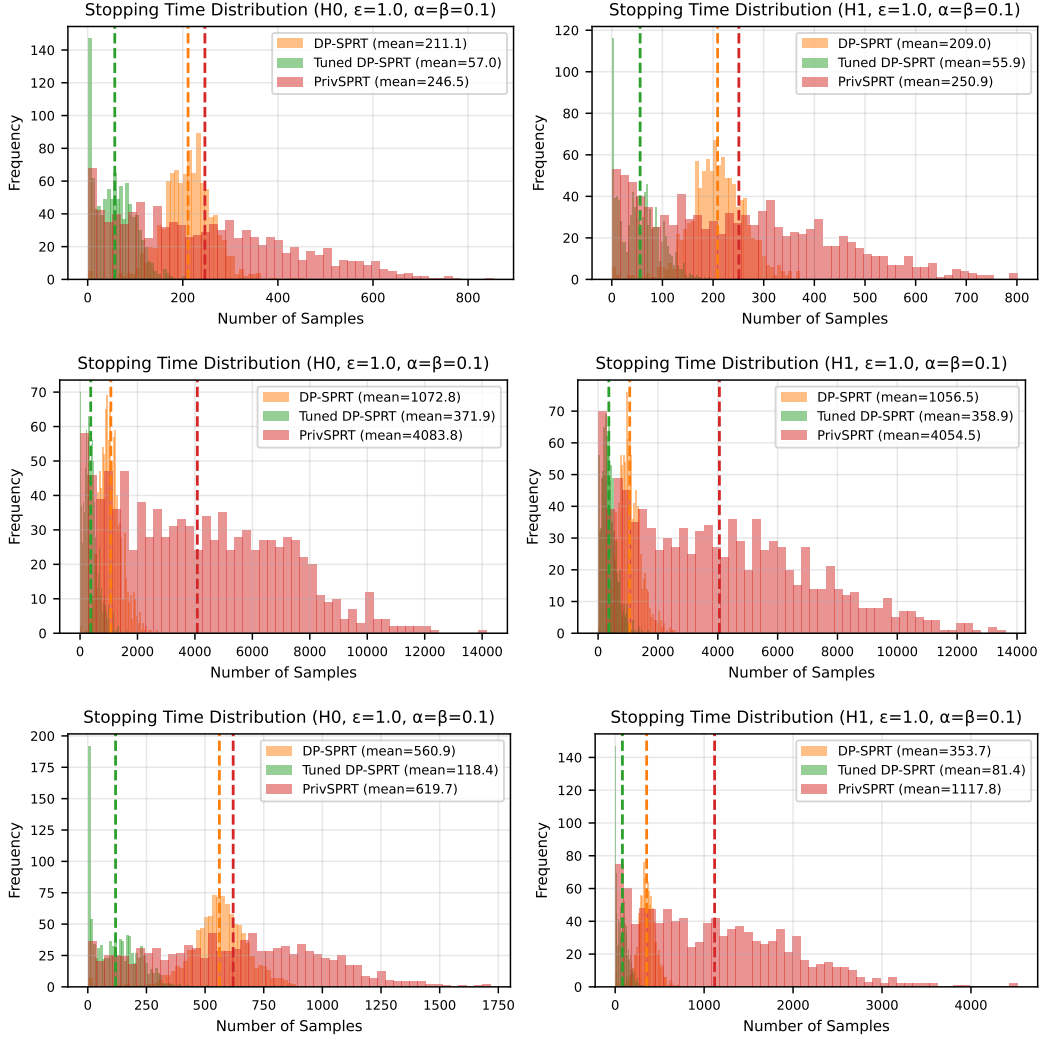 Stopping Time Distribution (H0, ε=1.0, α=β=0.1)
DP-SPRT (mean=211.1)
Tuned DP-SPRT (mean=57.0)
PrivSPRT (mean=246.5)
140
120
100
80
60
40
20
0
Frequency
0 200 400 600 800
Number of Samples
Stopping Time Distribution (H1, ε=1.0, α=β=0.1)
DP-SPRT (mean=209.0)
Tuned DP-SPRT (mean=55.9)
PrivSPRT (mean=250.9)
120
100
80
60
40
20
0
Frequency
0 100 200 300 400 500 600 700 800
Number of Samples
Stopping Time Distribution (H0, ε=1.0, α=β=0.1)
DP-SPRT (mean=1072.8)
Tuned DP-SPRT (mean=371.9)
PrivSPRT (mean=4083.8)
70
60
50
40
30
20
10
0
Frequency
0 2000 4000 6000 8000 10000 12000 14000
Number of Samples
Stopping Time Distribution (H1, ε=1.0, α=β=0.1)
DP-SPRT (mean=1056.5)
Tuned DP-SPRT (mean=358.9)
PrivSPRT (mean=4054.5)
70
60
50
40
30
20
10
0
Frequency
0 2000 4000 6000 8000 10000 12000 14000
Number of Samples
Stopping Time Distribution (H0, ε=1.0, α=β=0.1)
DP-SPRT (mean=560.9)
Tuned DP-SPRT (mean=118.4)
PrivSPRT (mean=619.7)
200
175
150
125
100
75
50
25
0
Frequency
0 250 500 750 1000 1250 1500 1750
Number of Samples
Stopping Time Distribution (H1, ε=1.0, α=β=0.1)
DP-SPRT (mean=353.7)
Tuned DP-SPRT (mean=81.4)
PrivSPRT (mean=1117.8)
140
120
100
80
60
40
20
0
Frequency
0 1000 2000 3000 4000
Number of Samples